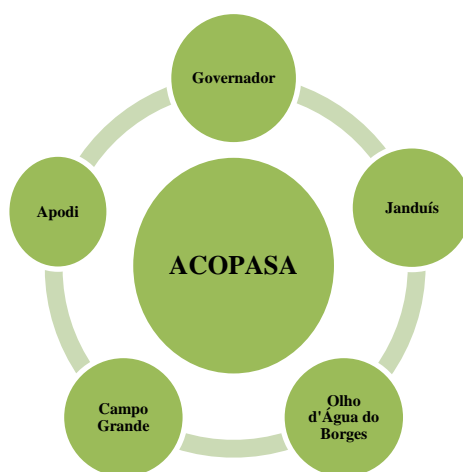 Governador
Janduís
Apodi
ACOPASA
Campo
Grande
Olho
d'Água do
Borges